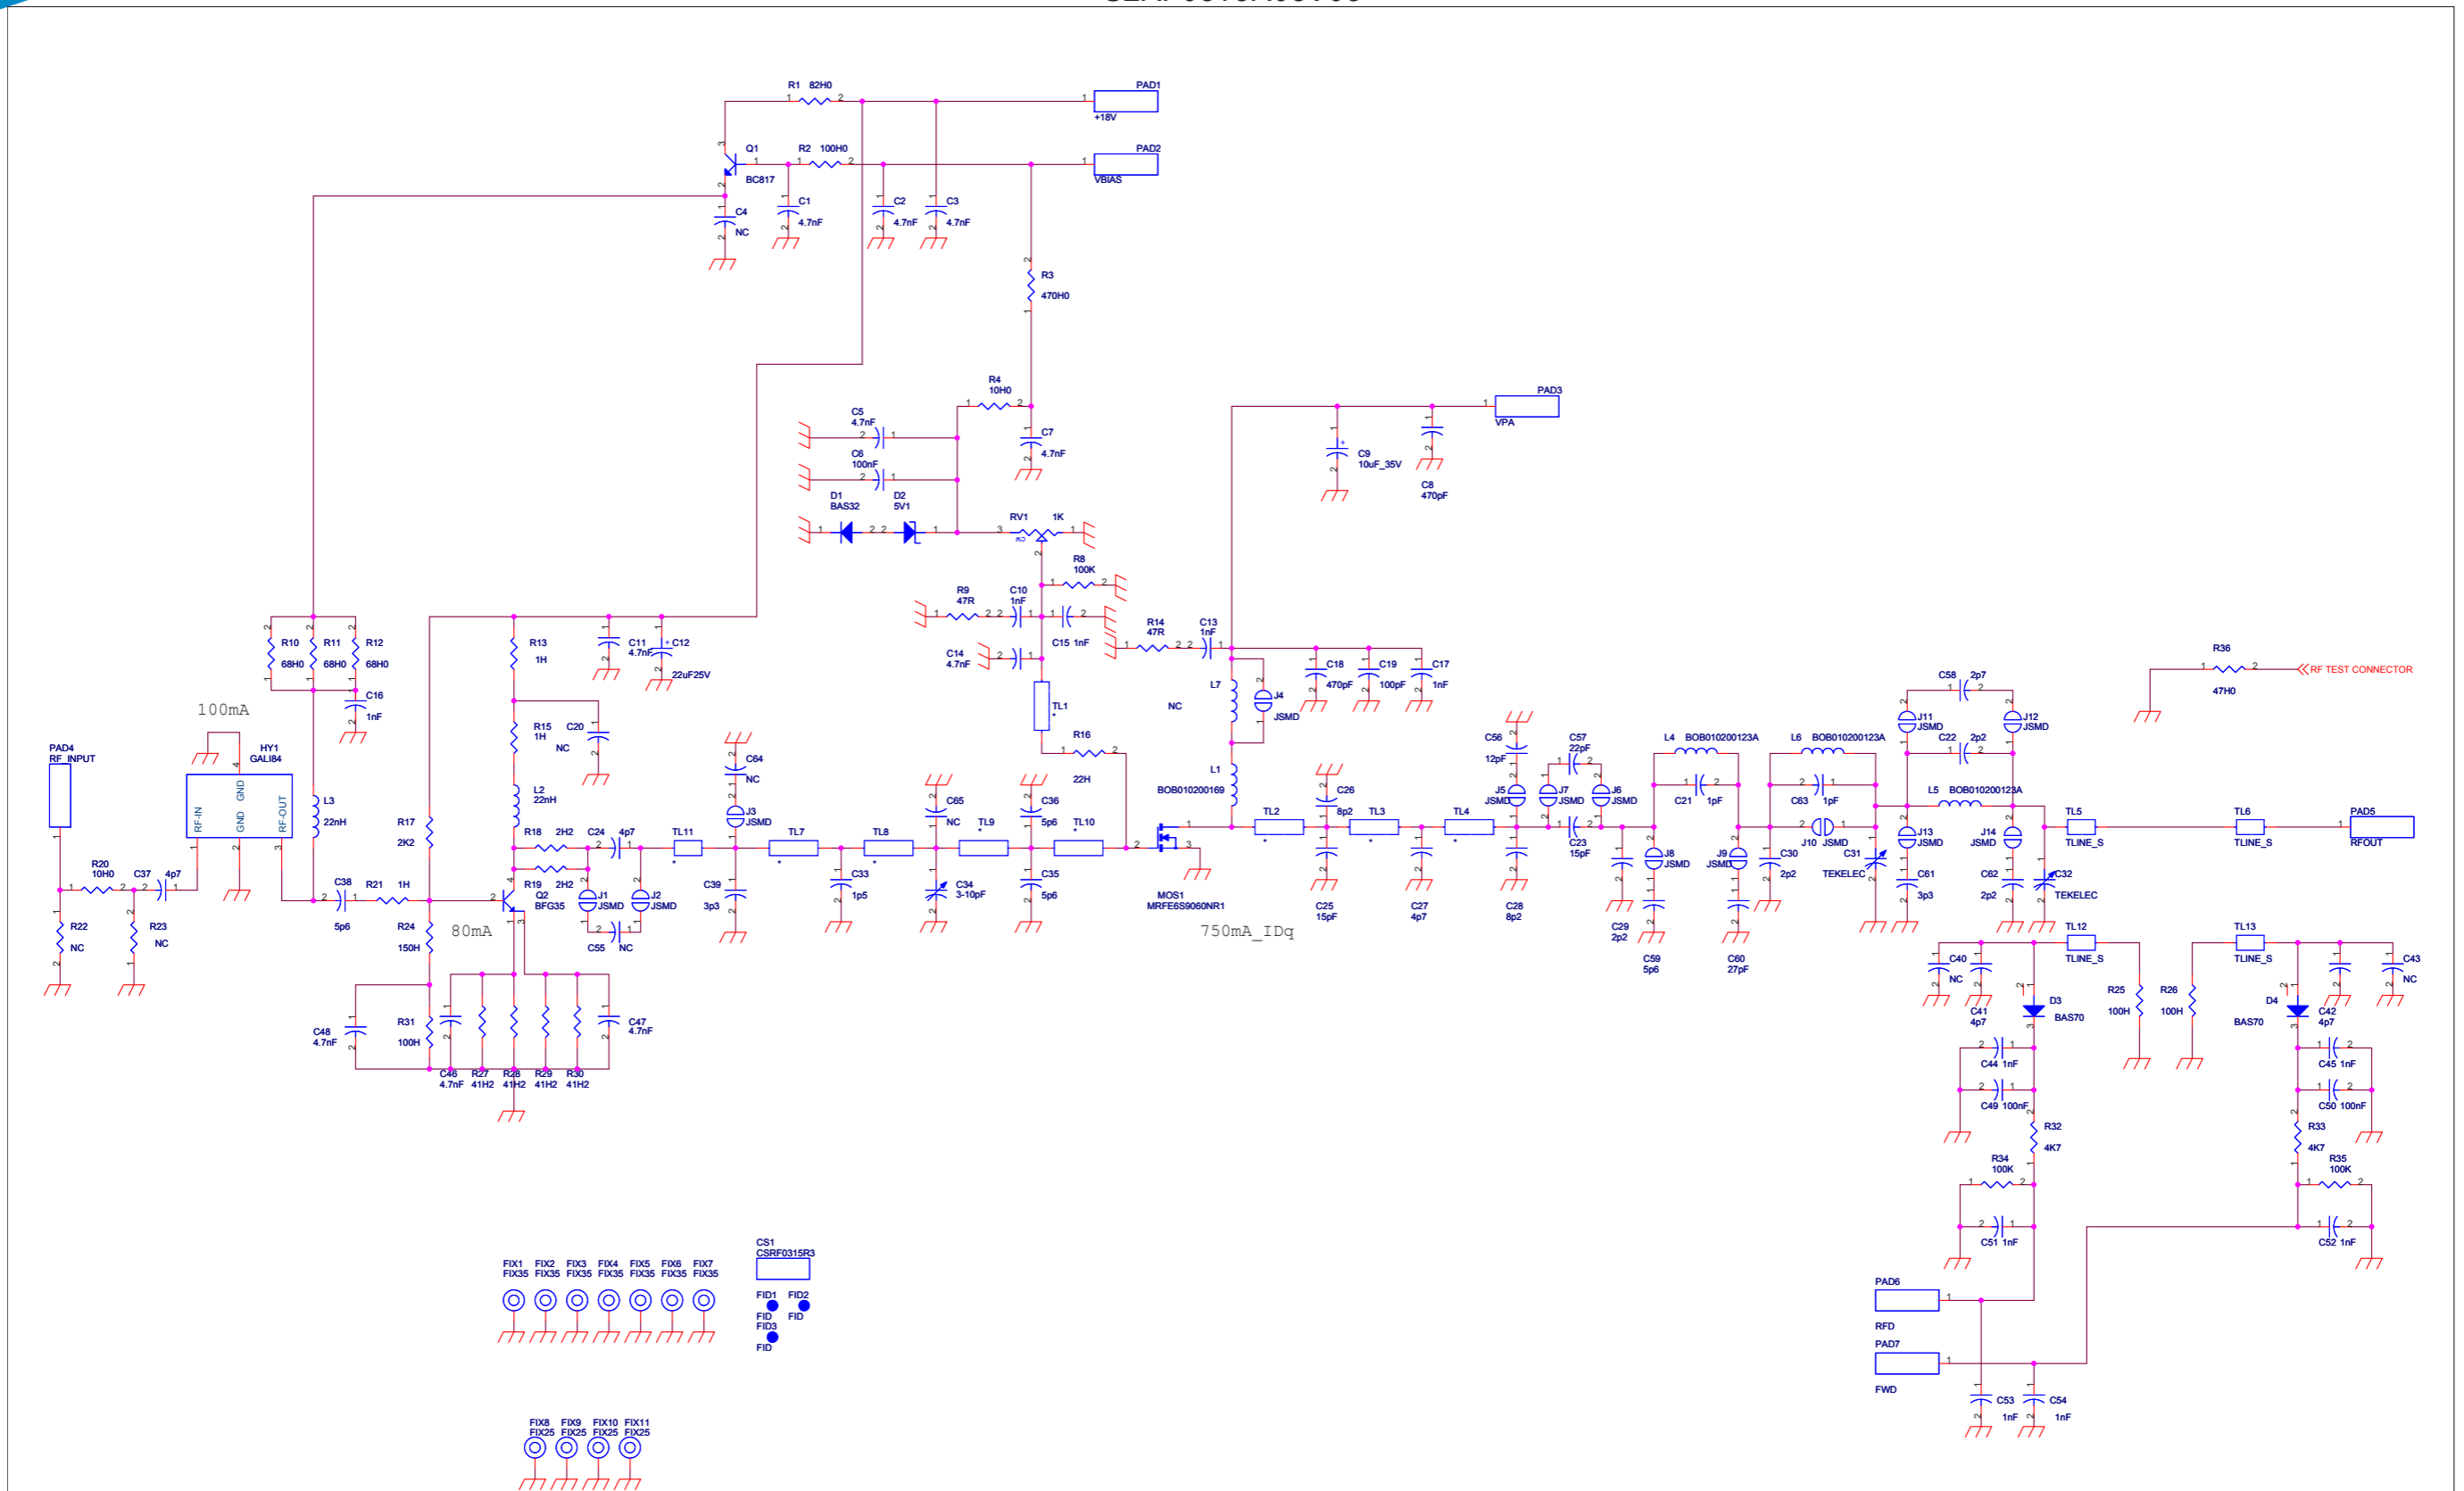 R1 82H0
PAD1
+18V
Q1
BC817
R2 100H0
PAD2
VBIAS
C4
NC
C1
4.7nF
C2
4.7nF
C3
4.7nF
R3
470H0
R4
10H0
C5
4.7nF
C6
100nF
C7
4.7nF
D1
BAS32
D2
5V1
RV1 1K
CW
R8
100K
R9
47R
C10
1nF
C15 1nF
C14
4.7nF
PAD3
VPA
C9
10uF_35V
C8
470pF
R14
47R
C13
1nF
C18
470pF
C19
100pF
C17
1nF
L7
NC
J4
JSMD
L1
BOB010200169
TL1
*
R16
22H
R10
68H0
R11
68H0
R12
68H0
C16
1nF
100mA
PAD4
RF_INPUT
HY1
GALI84
RF-IN
GND
GND
RF-OUT
L3
22nH
R20
10H0
C37 4p7
R22
NC
R23
NC
C38
5p6
R21 1H
R17
2K2
R24
150H
C48
4.7nF
R31
100H
R13
1H
C11
4.7nF
C12
22uF25V
R15
1H
C20
NC
L2
22nH
R18 2H2
R19 2H2
Q2
BFG35
80mA
C24 4p7
J1
JSMD
J2
JSMD
C55 NC
C46
4.7nF
R27
41H2
R28
41H2
R29
41H2
R30
41H2
C47
4.7nF
TL11
*
C64
NC
J3
JSMD
C39
3p3
TL7
*
C33
1p5
TL8
*
C65
NC
C34
3-10pF
TL9
*
C36
5p6
C35
5p6
TL10
*
MOS1
MRFE6S9060NR1
750mA_IDq
TL2
*
C26
8p2
C25
15pF
TL3
*
C27
4p7
TL4
*
C56
12pF
J5
JSMD
C28
8p2
C57
22pF
J7
JSMD
J6
JSMD
C23
15pF
C29
2p2
L4 BOB010200123A
C21 1pF
J8
JSMD
C59
5p6
J9
JSMD
C60
27pF
L6 BOB010200123A
C63 1pF
J10 JSMD
C30
2p2
C31
TEKELEC
C58 2p7
J11
JSMD
J12
JSMD
C22 2p2
L5 BOB010200123A
J13
JSMD
J14
JSMD
C61
3p3
C62
2p2
C32
TEKELEC
TL5
TLINE_S
TL6
TLINE_S
PAD5
RFOUT
R36
47H0
RF TEST CONNECTOR
TL12
TLINE_S
TL13
TLINE_S
C40
NC
C41
4p7
D3
BAS70
R25
100H
R26
100H
D4
BAS70
C42
4p7
C43
NC
C44 1nF
C49 100nF
R32
4K7
R34
100K
C51 1nF
C45 1nF
C50 100nF
R33
4K7
R35
100K
C52 1nF
PAD6
RFD
PAD7
FWD
C53
1nF
C54
1nF
FIX1 FIX2 FIX3 FIX4 FIX5 FIX6 FIX7
FIX35 FIX35 FIX35 FIX35 FIX35 FIX35 FIX35
CS1
CSRF0315R3
FID1 FID2
FID FID
FID3
FID
FIX8 FIX9 FIX10 FIX11
FIX25 FIX25 FIX25 FIX25